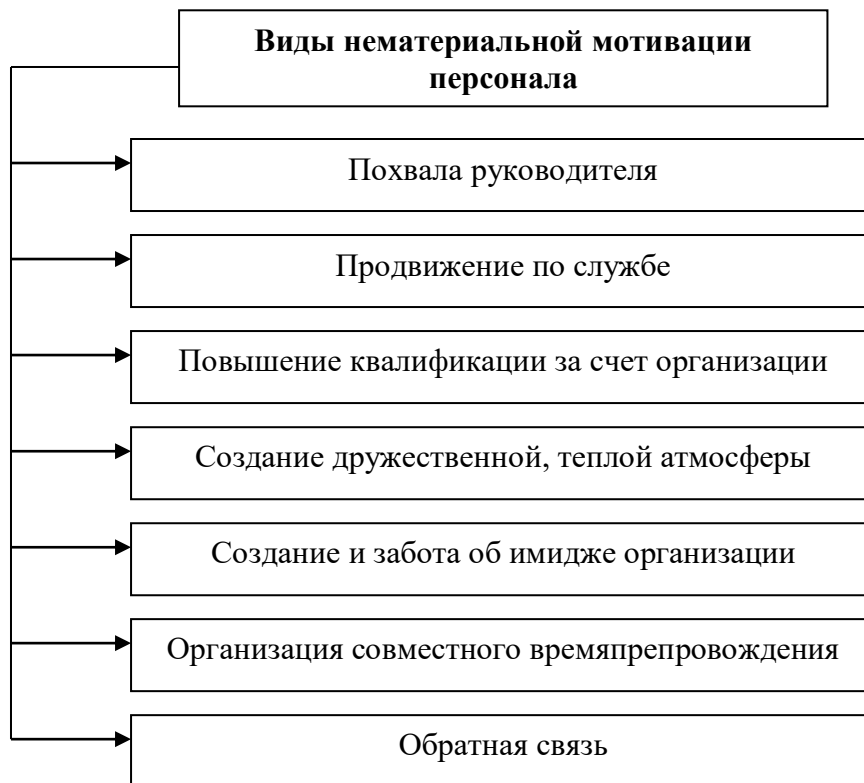 Виды нематериальной мотивации
персонала
Похвала руководителя
Продвижение по службе
Повышение квалификации за счет организации
Создание дружественной, теплой атмосферы
Создание и забота об имидже организации
Организация совместного времяпрепровождения
Обратная связь